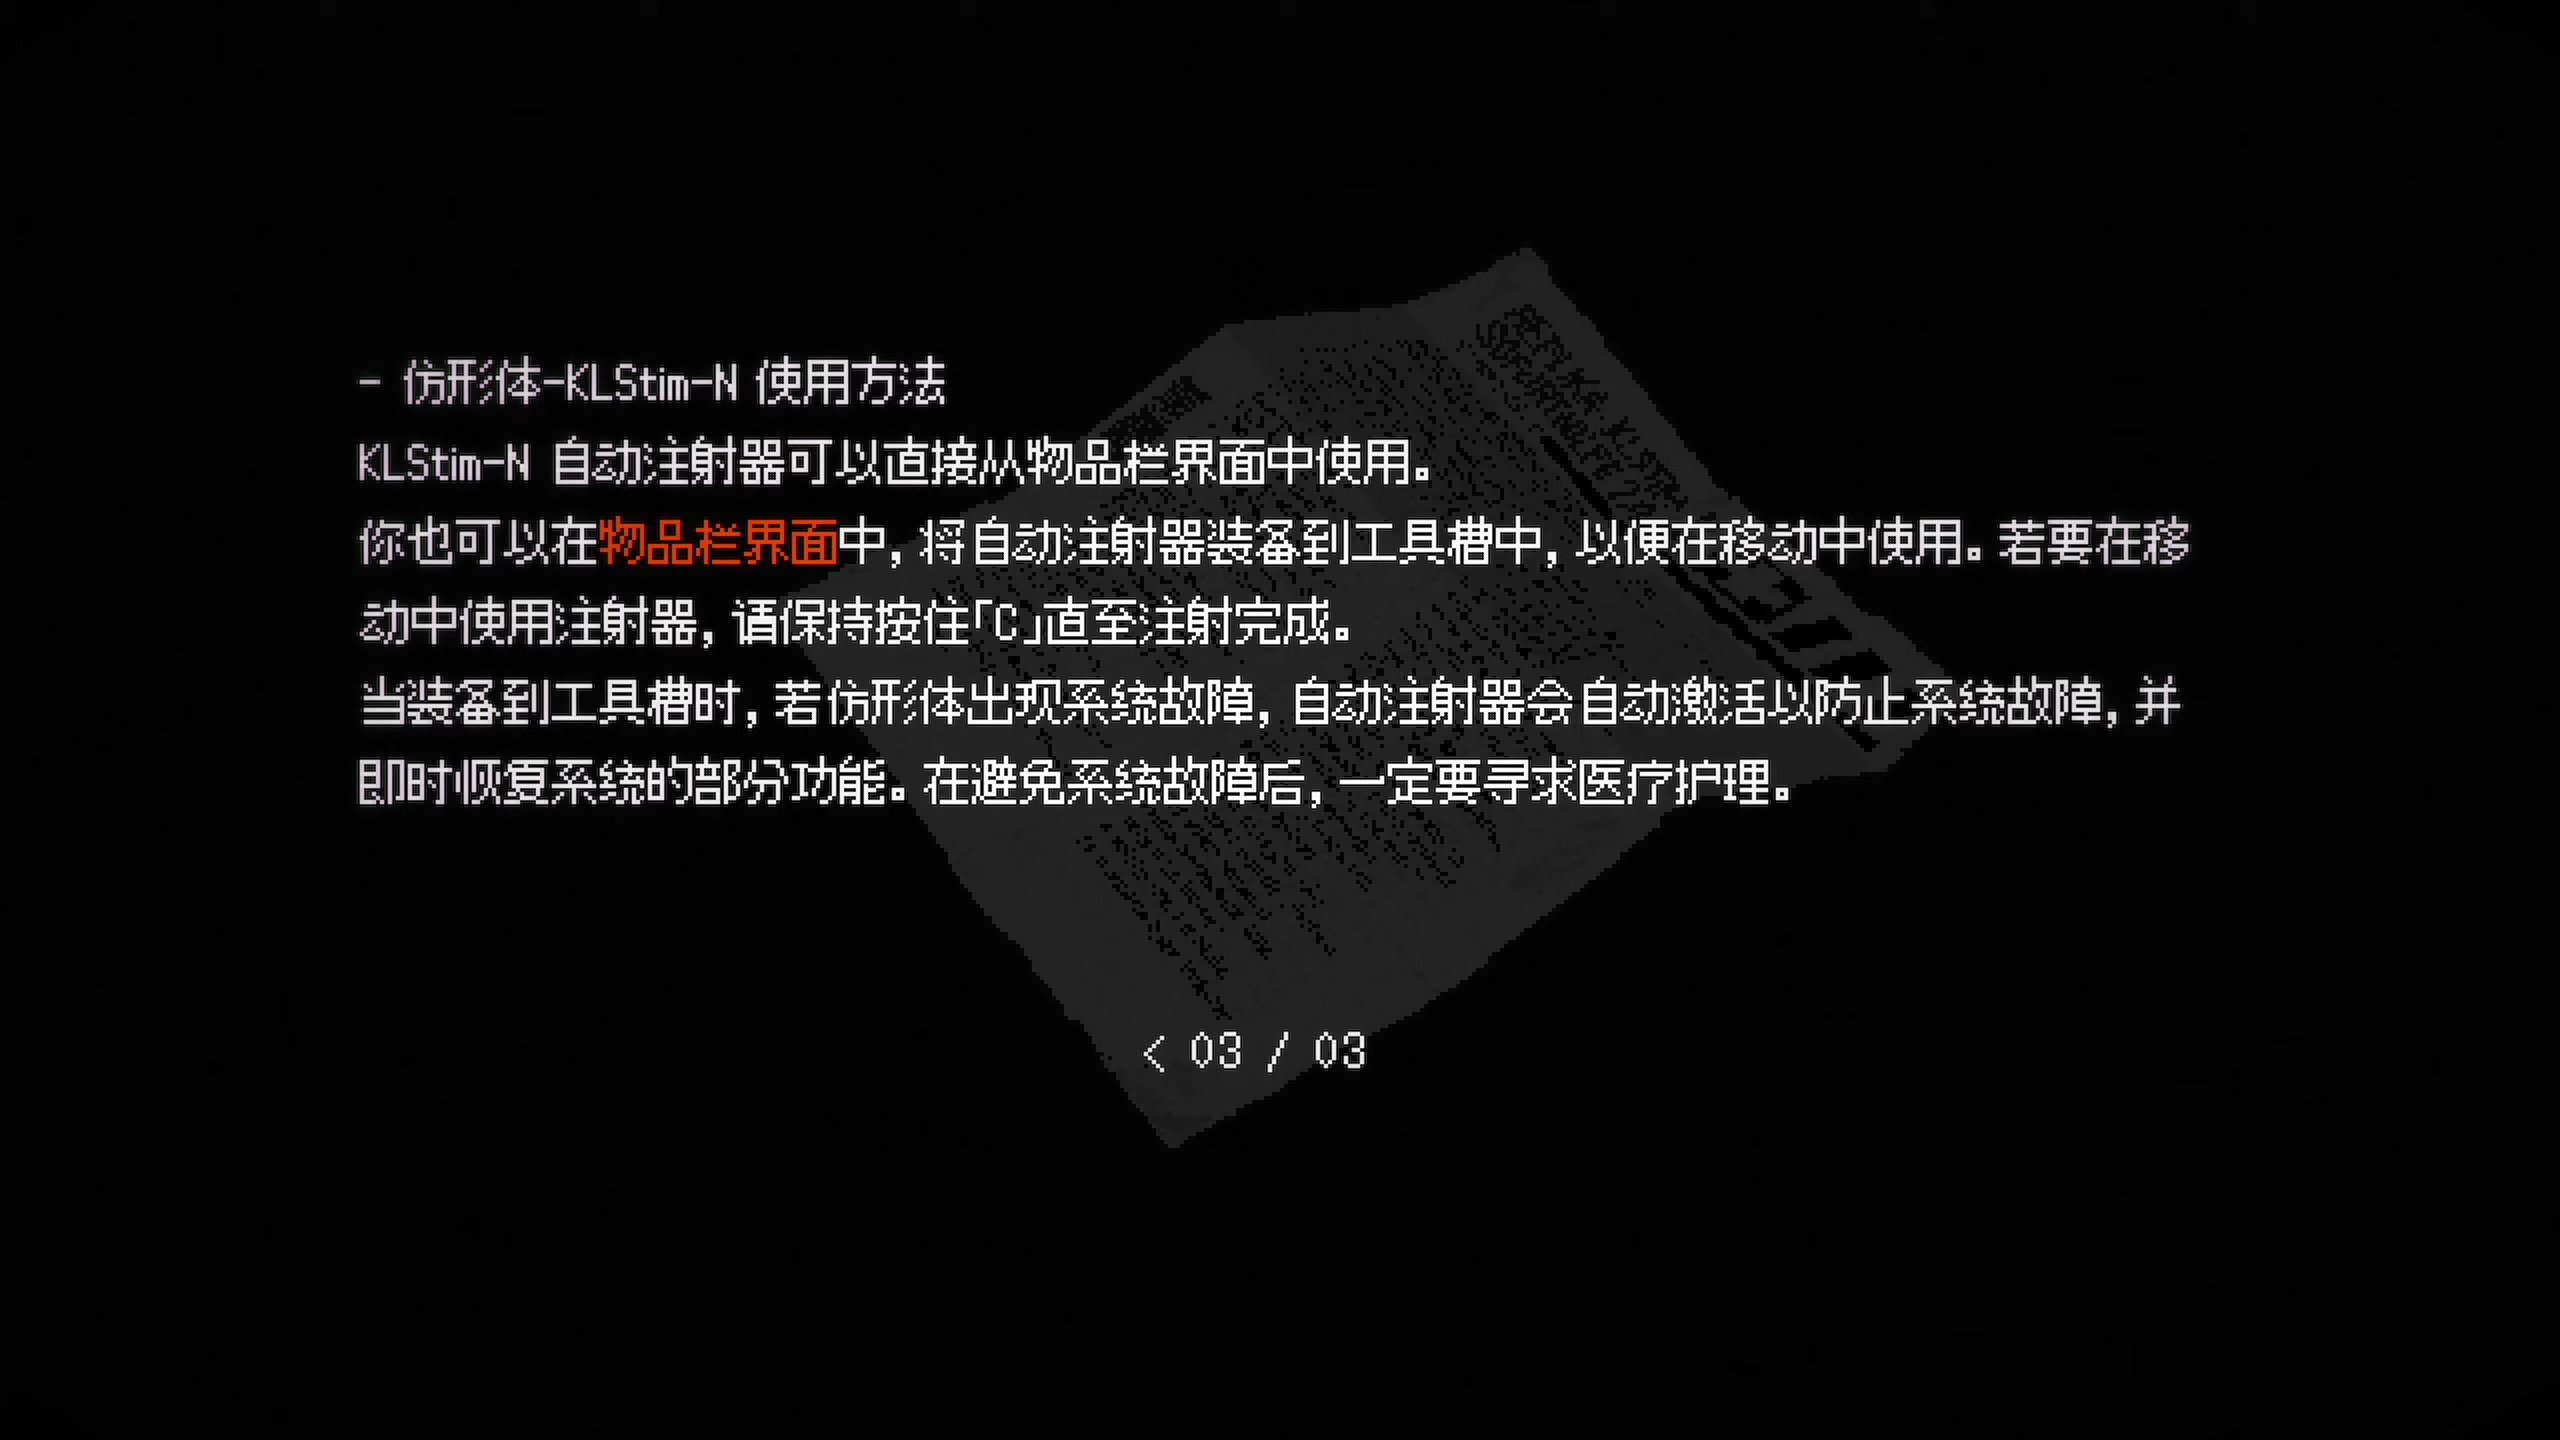 - 仿形体-KLStim-N 使用方法
KLStim-N 自动注射器可以直接从物品栏界面中使用。
你也可以在物品栏界面中，将自动注射器装备到工具槽中，以便在移动中使用。若要在移
动中使用注射器，请保持按住「C」直至注射完成。
当装备到工具槽时，若仿形体出现系统故障，自动注射器会自动激活以防止系统故障，并
即时恢复系统的部分功能。在避免系统故障后，一定要寻求医疗护理。
< 03 / 03